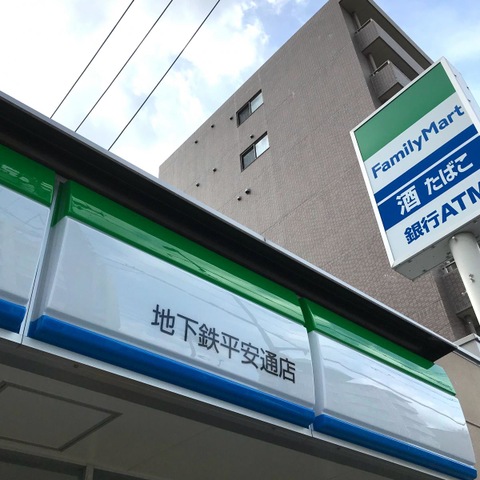 FamilyMart
酒 たばこ
銀行ATM
地下鉄平安通店